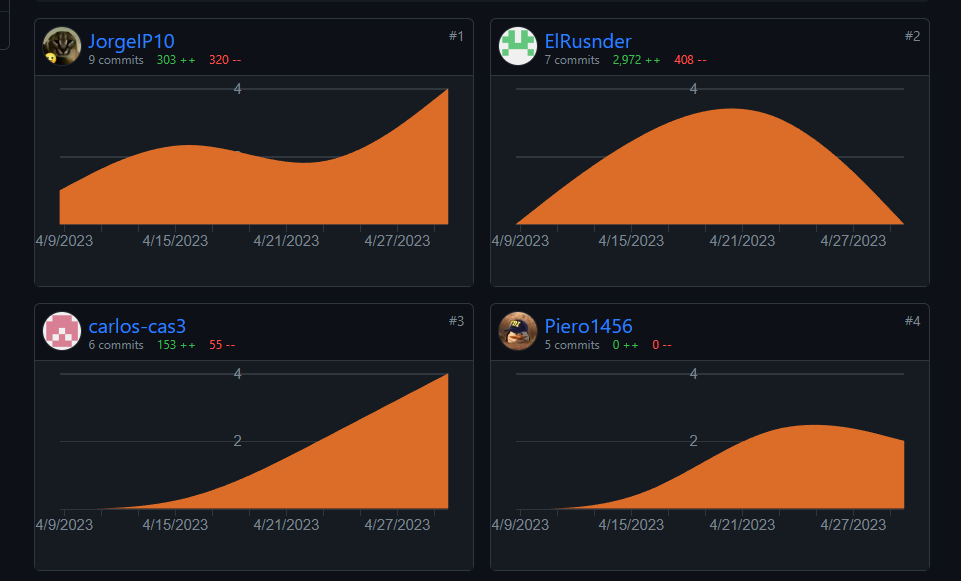 JorgeIP10
#1
9 commits 303 ++ 320 --
4
4/9/2023 4/15/2023 4/21/2023 4/27/2023
ElRusnder
#2
7 commits 2,972 ++ 408 --
4
4/9/2023 4/15/2023 4/21/2023 4/27/2023
carlos-cas3
#3
6 commits 153 ++ 55 --
4
2
4/9/2023 4/15/2023 4/21/2023 4/27/2023
Piero1456
#4
5 commits 0 ++ 0 --
4
2
4/9/2023 4/15/2023 4/21/2023 4/27/2023